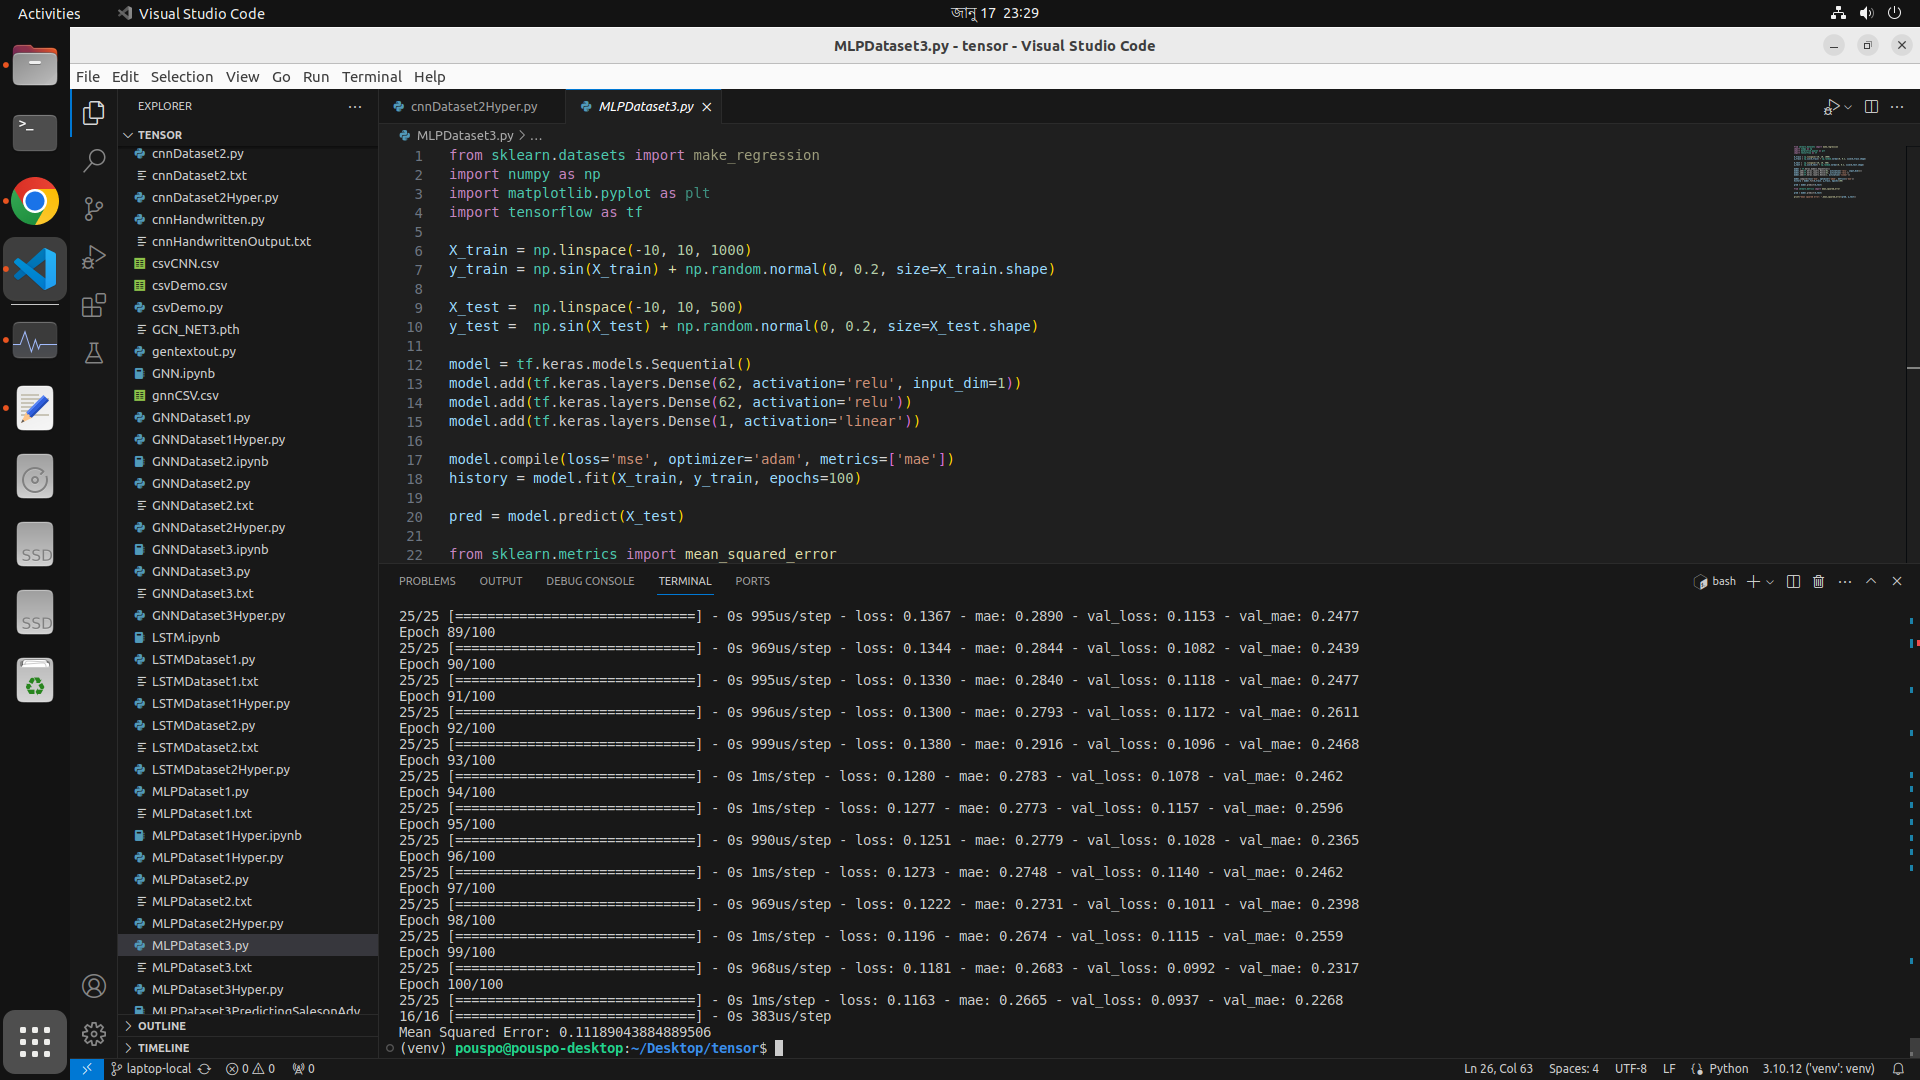 Activities
Visual Studio Code
জানু 17 23:29
MLPDataset3.py - tensor - Visual Studio Code
File Edit Selection View Go Run Terminal Help
EXPLORER
TENSOR
cnnDataset2.py
cnnDataset2.txt
cnnDataset2Hyper.py
cnnHandwritten.py
cnnHandwrittenOutput.txt
csvCNN.csv
csvDemo.csv
csvDemo.py
GCN_NET3.pth
gentextout.py
GNN.ipynb
gnnCSV.csv
GNNDataset1.py
GNNDataset1Hyper.py
GNNDataset2.ipynb
GNNDataset2.py
GNNDataset2.txt
GNNDataset2Hyper.py
GNNDataset3.ipynb
GNNDataset3.py
GNNDataset3.txt
GNNDataset3Hyper.py
LSTM.ipynb
LSTMDataset1.py
LSTMDataset1.txt
LSTMDataset1Hyper.py
LSTMDataset2.py
LSTMDataset2.txt
LSTMDataset2Hyper.py
MLPDataset1.py
MLPDataset1.txt
MLPDataset1Hyper.ipynb
MLPDataset1Hyper.py
MLPDataset2.py
MLPDataset2.txt
MLPDataset2Hyper.py
MLPDataset3.py
MLPDataset3.txt
MLPDataset3Hyper.py
MLPDataset3PredictingSalesonAdv
OUTLINE
TIMELINE
SSD
SSD
cnnDataset2Hyper.py
MLPDataset3.py
MLPDataset3.py > ...
1 from sklearn.datasets import make_regression
2 import numpy as np
3 import matplotlib.pyplot as plt
4 import tensorflow as tf
5
6 X_train = np.linspace(-10, 10, 1000)
7 y_train = np.sin(X_train) + np.random.normal(0, 0.2, size=X_train.shape)
8
9 X_test =  np.linspace(-10, 10, 500)
10 y_test =  np.sin(X_test) + np.random.normal(0, 0.2, size=X_test.shape)
11
12 model = tf.keras.models.Sequential()
13 model.add(tf.keras.layers.Dense(62, activation='relu', input_dim=1))
14 model.add(tf.keras.layers.Dense(62, activation='relu'))
15 model.add(tf.keras.layers.Dense(1, activation='linear'))
16
17 model.compile(loss='mse', optimizer='adam', metrics=['mae'])
18 history = model.fit(X_train, y_train, epochs=100)
19
20 pred = model.predict(X_test)
21
22 from sklearn.metrics import mean_squared_error
PROBLEMS OUTPUT DEBUG CONSOLE TERMINAL PORTS
bash
25/25 [==============================] - 0s 995us/step - loss: 0.1367 - mae: 0.2890 - val_loss: 0.1153 - val_mae: 0.2477
Epoch 89/100
25/25 [==============================] - 0s 969us/step - loss: 0.1344 - mae: 0.2844 - val_loss: 0.1082 - val_mae: 0.2439
Epoch 90/100
25/25 [==============================] - 0s 995us/step - loss: 0.1330 - mae: 0.2840 - val_loss: 0.1118 - val_mae: 0.2477
Epoch 91/100
25/25 [==============================] - 0s 996us/step - loss: 0.1300 - mae: 0.2793 - val_loss: 0.1172 - val_mae: 0.2611
Epoch 92/100
25/25 [==============================] - 0s 999us/step - loss: 0.1380 - mae: 0.2916 - val_loss: 0.1096 - val_mae: 0.2468
Epoch 93/100
25/25 [==============================] - 0s 1ms/step - loss: 0.1280 - mae: 0.2783 - val_loss: 0.1078 - val_mae: 0.2462
Epoch 94/100
25/25 [==============================] - 0s 1ms/step - loss: 0.1277 - mae: 0.2773 - val_loss: 0.1157 - val_mae: 0.2596
Epoch 95/100
25/25 [==============================] - 0s 990us/step - loss: 0.1251 - mae: 0.2779 - val_loss: 0.1028 - val_mae: 0.2365
Epoch 96/100
25/25 [==============================] - 0s 1ms/step - loss: 0.1273 - mae: 0.2748 - val_loss: 0.1140 - val_mae: 0.2462
Epoch 97/100
25/25 [==============================] - 0s 969us/step - loss: 0.1222 - mae: 0.2731 - val_loss: 0.1011 - val_mae: 0.2398
Epoch 98/100
25/25 [==============================] - 0s 1ms/step - loss: 0.1196 - mae: 0.2674 - val_loss: 0.1115 - val_mae: 0.2559
Epoch 99/100
25/25 [==============================] - 0s 968us/step - loss: 0.1181 - mae: 0.2683 - val_loss: 0.0992 - val_mae: 0.2317
Epoch 100/100
25/25 [==============================] - 0s 1ms/step - loss: 0.1163 - mae: 0.2665 - val_loss: 0.0937 - val_mae: 0.2268
16/16 [==============================] - 0s 383us/step
Mean Squared Error: 0.11189043884889506
(venv) pouspo@pouspo-desktop:~/Desktop/tensor$
laptop-local 0 0 0
Ln 26, Col 63 Spaces: 4 UTF-8 LF Python 3.10.12 ('venv': venv)